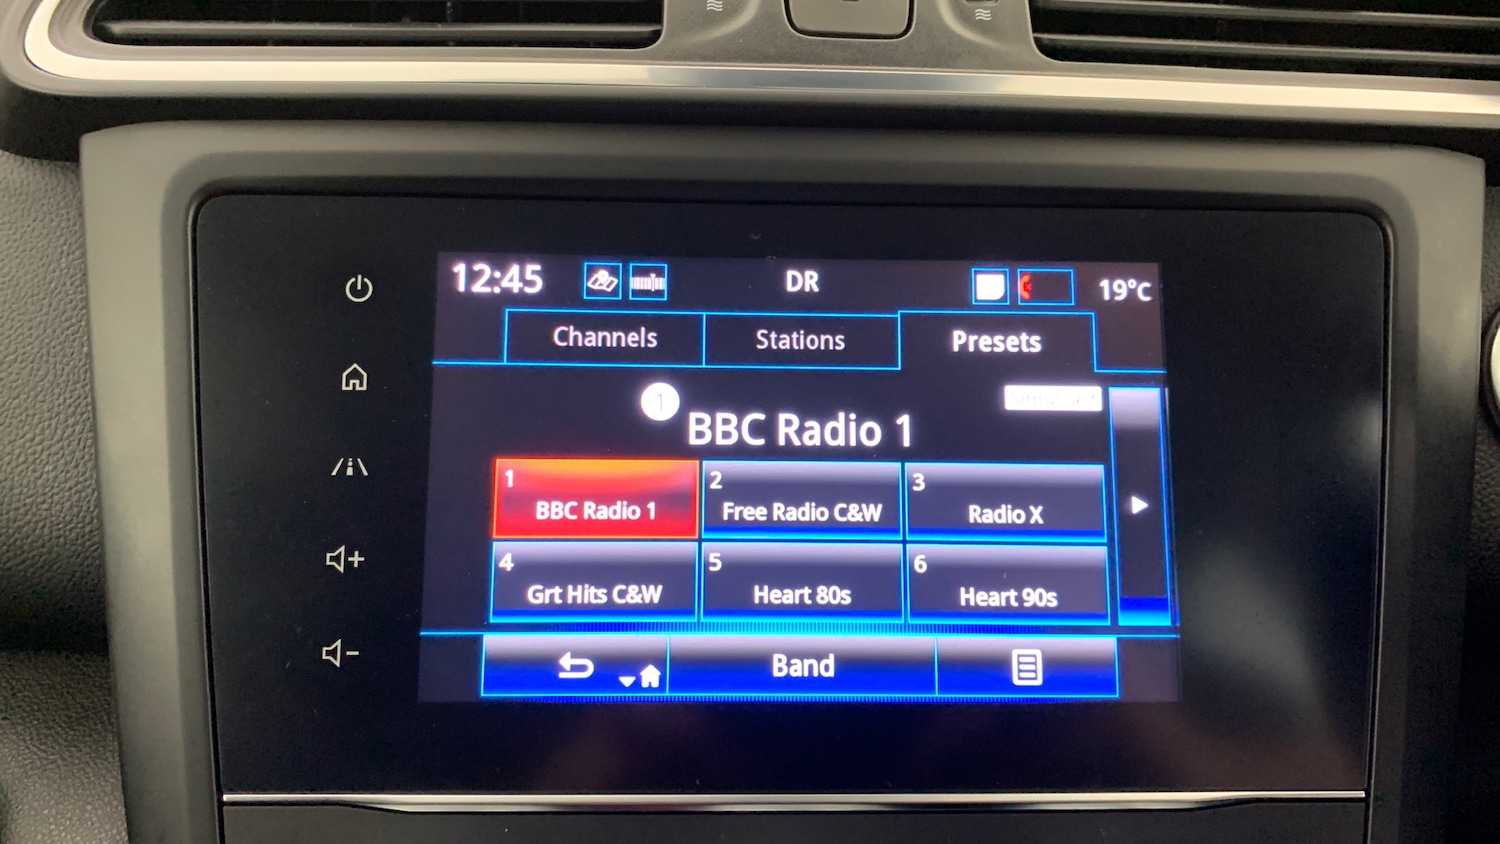 12:45 DR 19°C
Channels Stations Presets
1 Simulcast
BBC Radio 1
1 2 3
BBC Radio 1 Free Radio C&W Radio X
4 5 6
Grt Hits C&W Heart 80s Heart 90s
Band